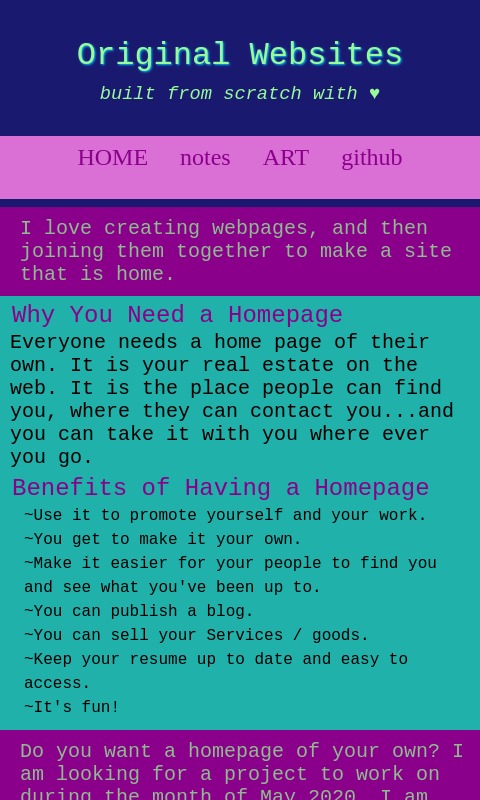 Original Websites
built from scratch with ♥
HOME notes ART github
I love creating webpages, and then
joining them together to make a site
that is home.
Why You Need a Homepage
Everyone needs a home page of their
own. It is your real estate on the
web. It is the place people can find
you, where they can contact you...and
you can take it with you where ever
you go.
Benefits of Having a Homepage
~Use it to promote yourself and your work.
~You get to make it your own.
~Make it easier for your people to find you
and see what you've been up to.
~You can publish a blog.
~You can sell your Services / goods.
~Keep your resume up to date and easy to
access.
~It's fun!
Do you want a homepage of your own? I
am looking for a project to work on
during the month of May 2020. I am